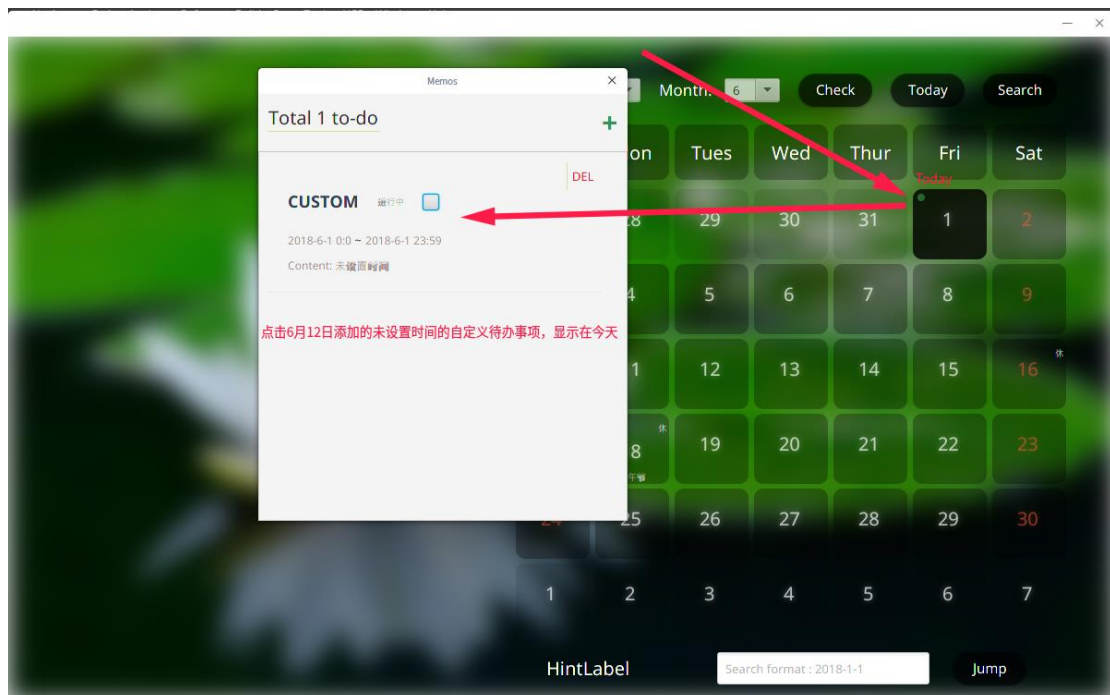 Memos
×
Total 1 to-do
+
DEL
CUSTOM 进行中
2018-6-1 0:0 ~ 2018-6-1 23:59
Content: 未设置时间
点击6月12日添加的未设置时间的自定义待办事项，显示在今天
Month: 6 Check Today Search
on Tues Wed Thur Fri Sat
Today
28 29 30 31 1 2
4 5 6 7 8 9
11 12 13 14 15 16 休
18 休 19 20 21 22 23
24 25 26 27 28 29 30
1 2 3 4 5 6 7
HintLabel Search format : 2018-1-1 Jump